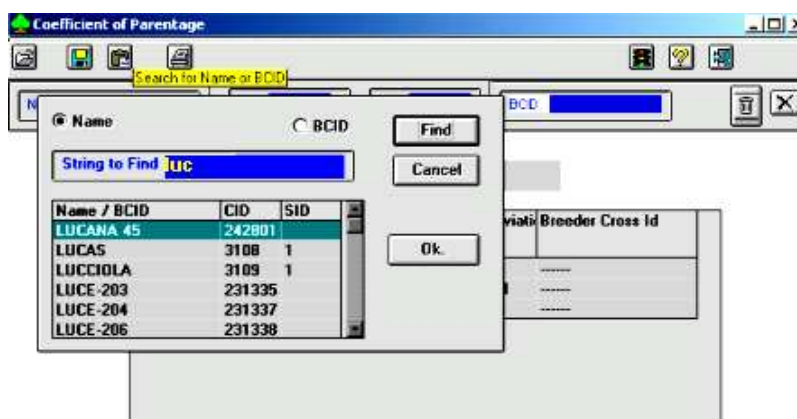 Coefficient of Parentage
Search for Name or BCID
N
BCID
Name
BCID
Find
String to Find luc
Cancel
Name / BCID CID SID
viati Breeder Cross Id
LUCANA 45 242801
LUCAS 3108 1
Ok.
LUCCIOLA 3109 1
------
LUCE-203 231335
------
LUCE-204 231337
------
LUCE-206 231338